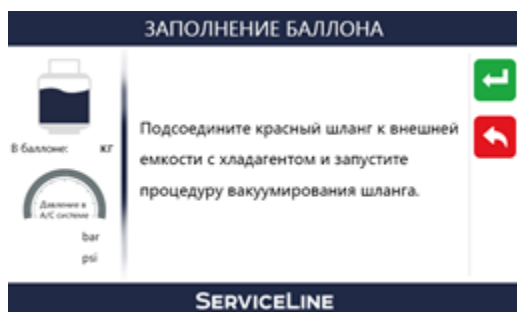 ЗАПОЛНЕНИЕ БАЛЛОНА
В баллоне: кг
Давление в
A/C системе
bar
psi
Подсоедините красный шланг к внешней
емкости с хладагентом и запустите
процедуру вакуумирования шланга.
SERVICELINE